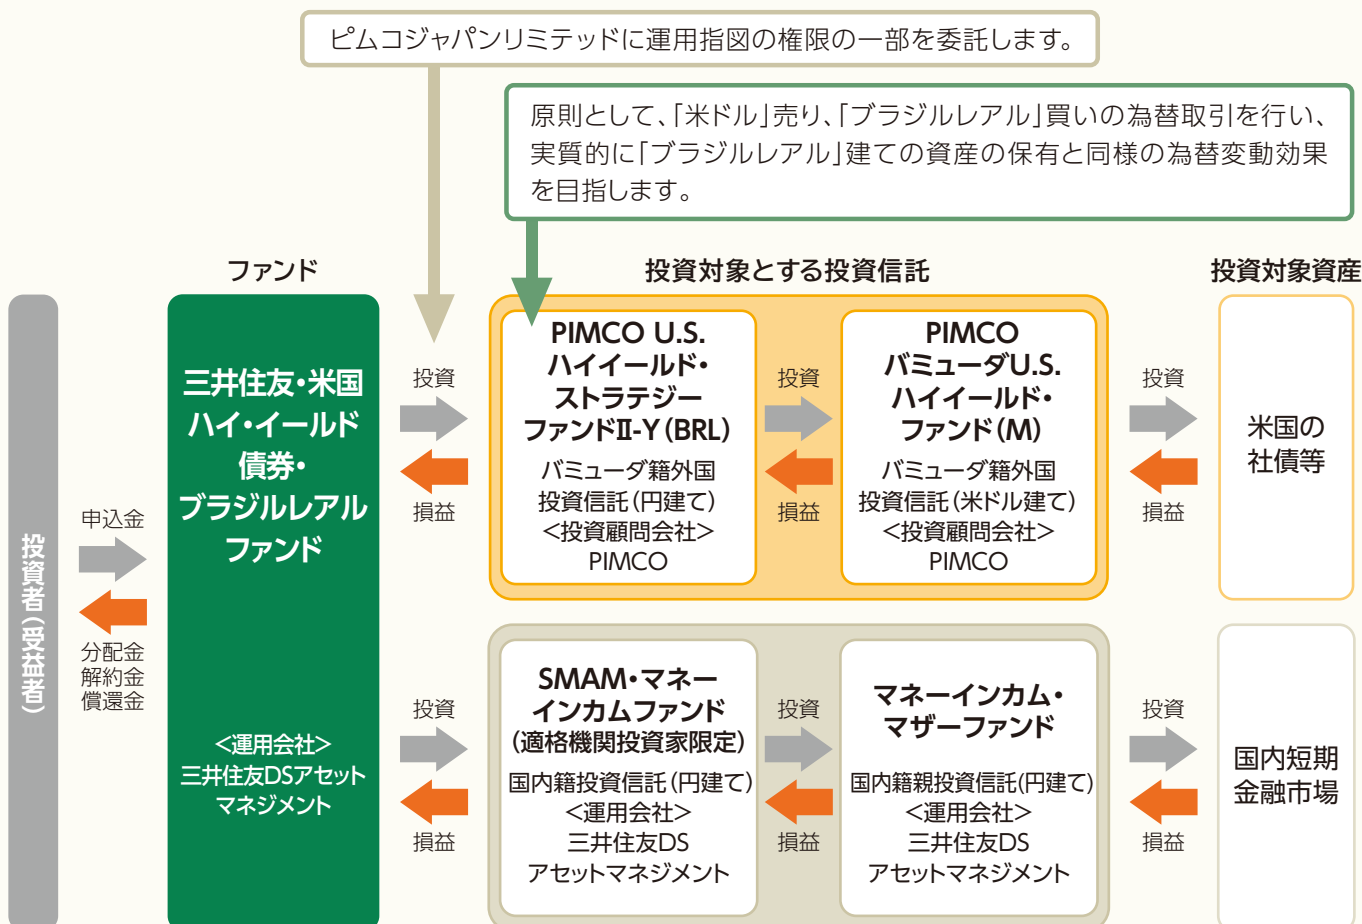 ピムコジャパンリミテッドに運用指図の権限の一部を委託します。
原則として、「米ドル」売り、「ブラジルレアル」買いの為替取引を行い、
実質的に「ブラジルレアル」建ての資産の保有と同様の為替変動効果
を目指します。
ファンド
投資対象とする投資信託
投資対象資産
投資者(受益者)
申込金
分配金
解約金
償還金
三井住友・米国
ハイ・イールド
債券・
ブラジルレアル
ファンド
<運用会社>
三井住友DSアセット
マネジメント
投資
損益
PIMCO U.S.
ハイイールド・
ストラテジー
ファンドII-Y(BRL)
バミューダ籍外国
投資信託(円建て)
<投資顧問会社>
PIMCO
投資
損益
PIMCO
バミューダU.S.
ハイイールド・
ファンド(M)
バミューダ籍外国
投資信託(米ドル建て)
<投資顧問会社>
PIMCO
投資
損益
米国の
社債等
投資
損益
SMAM・マネー
インカムファンド
(適格機関投資家限定)
国内籍投資信託(円建て)
<運用会社>
三井住友DS
アセットマネジメント
投資
損益
マネーインカム・
マザーファンド
国内籍親投資信託(円建て)
<運用会社>
三井住友DS
アセットマネジメント
投資
損益
国内短期
金融市場